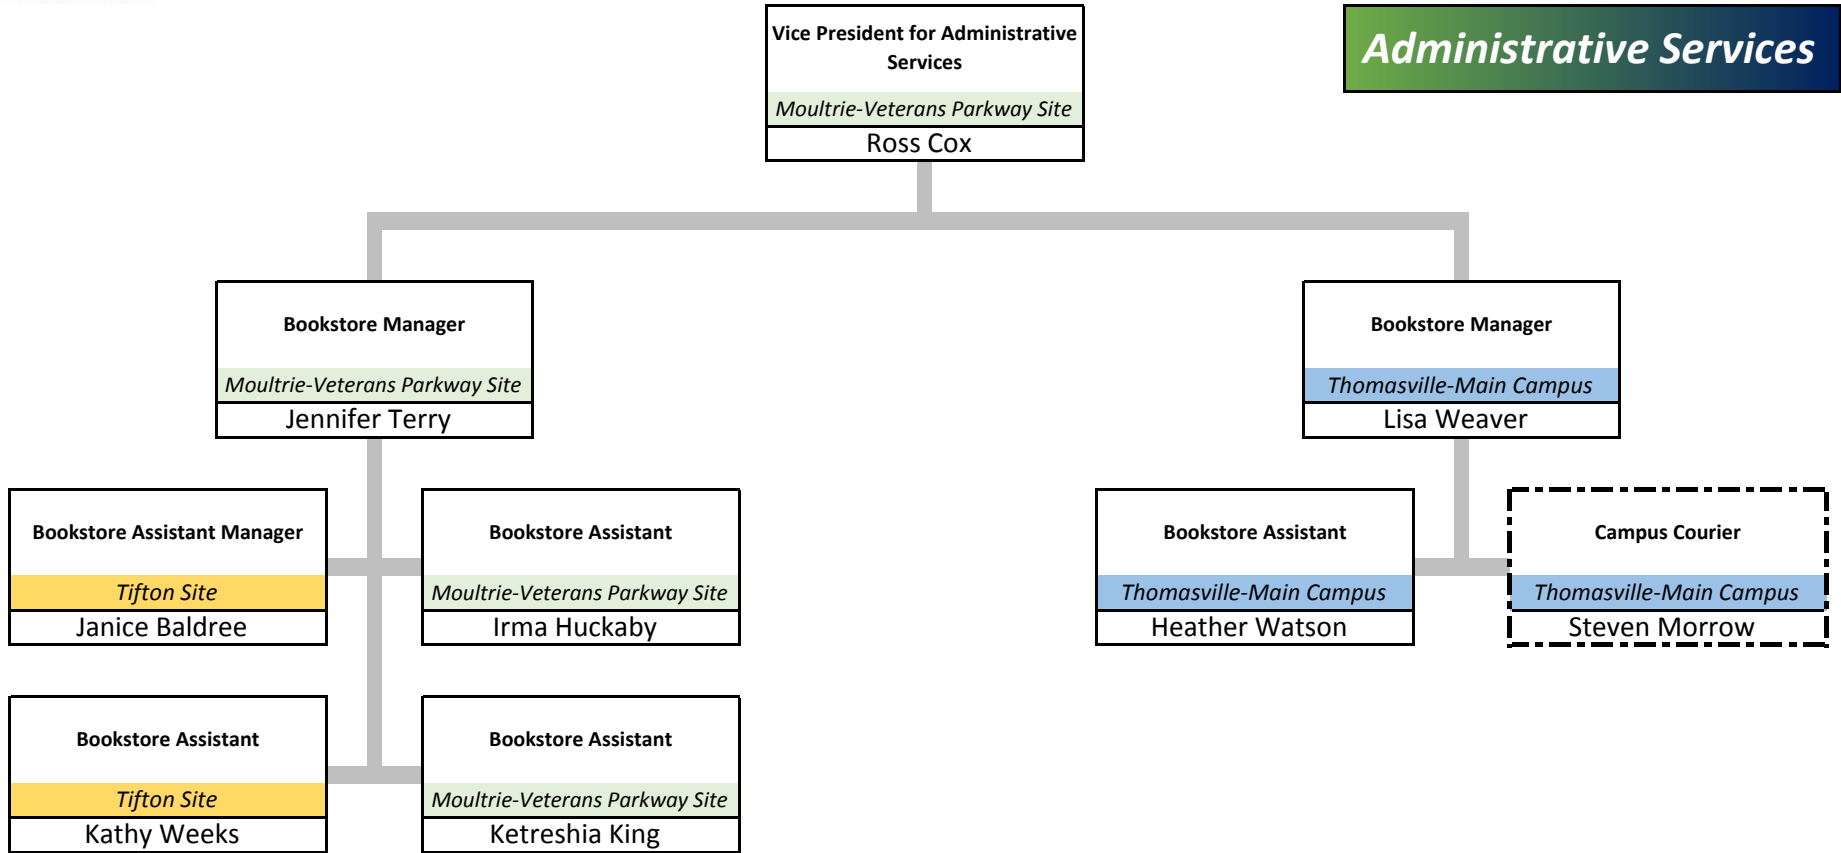 Vice President for Administrative
Services
Moultrie-Veterans Parkway Site
Ross Cox
Administrative Services
Bookstore Manager
Moultrie-Veterans Parkway Site
Jennifer Terry
Bookstore Manager
Thomasville-Main Campus
Lisa Weaver
Bookstore Assistant Manager
Tifton Site
Janice Baldree
Bookstore Assistant
Moultrie-Veterans Parkway Site
Irma Huckaby
Bookstore Assistant
Thomasville-Main Campus
Heather Watson
Campus Courier
Thomasville-Main Campus
Steven Morrow
Bookstore Assistant
Tifton Site
Kathy Weeks
Bookstore Assistant
Moultrie-Veterans Parkway Site
Ketreshia King